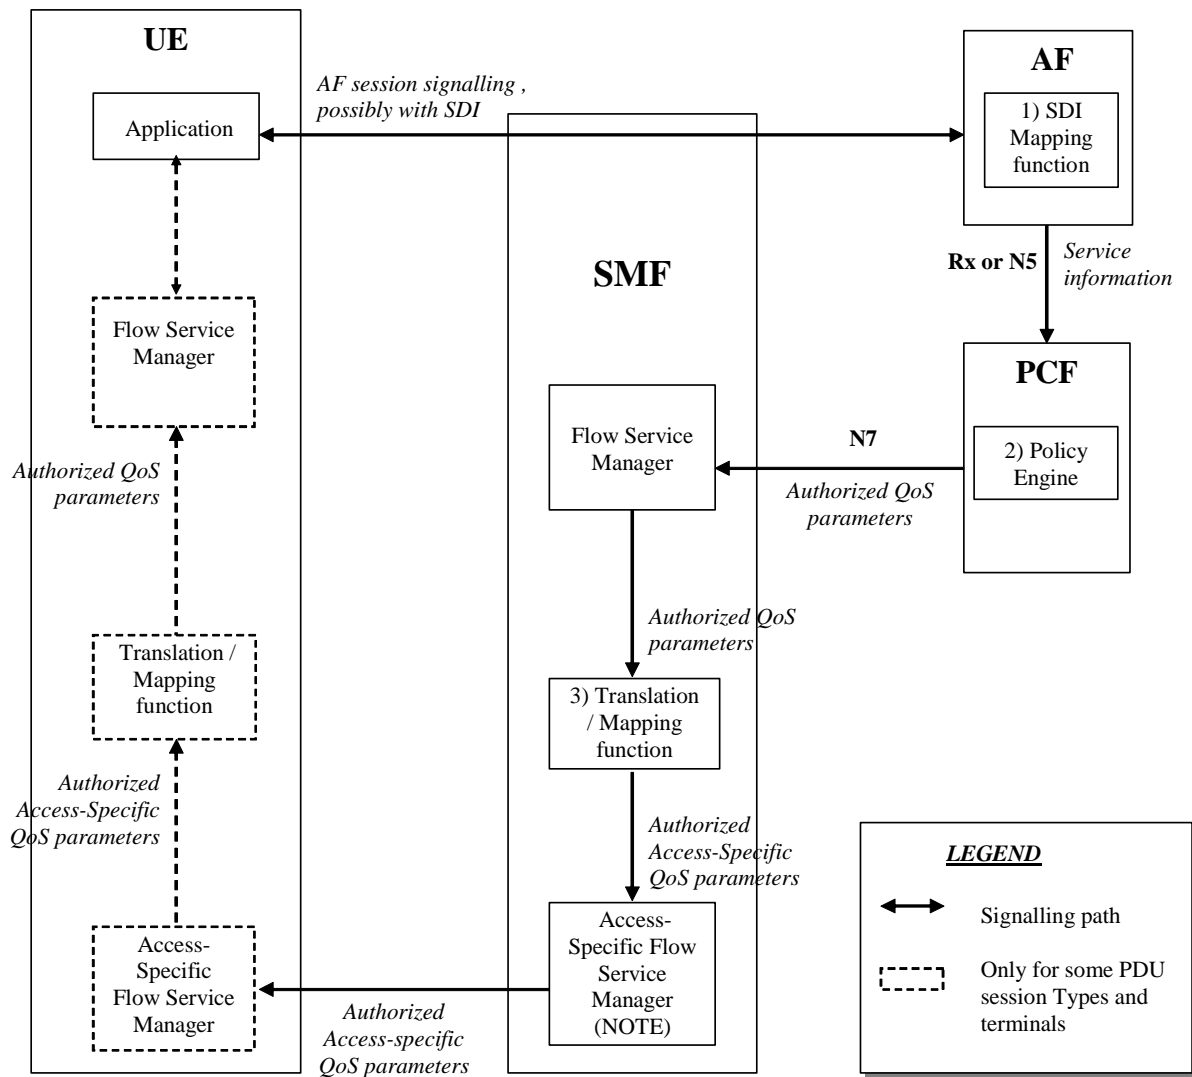 UE
Application
Flow Service
Manager
Authorized QoS
parameters
Translation /
Mapping
function
Authorized
Access-Specific
QoS parameters
Access-
Specific
Flow Service
Manager
AF session signalling ,
possibly with SDI
SMF
Flow Service
Manager
Authorized QoS
parameters
3) Translation
/ Mapping
function
Authorized
Access-Specific
QoS parameters
Access-
Specific Flow
Service
Manager
(NOTE)
Authorized
Access-specific
QoS parameters
AF
1) SDI
Mapping
function
Rx or N5
Service
information
PCF
2) Policy
Engine
N7
Authorized QoS
parameters
LEGEND
Signalling path
Only for some PDU
session Types and
terminals